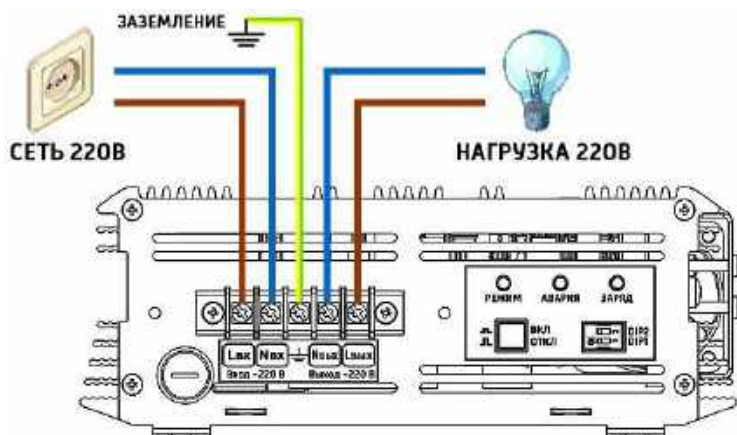 ЗАЗЕМЛЕНИЕ
СЕТЬ 220В
НАГРУЗКА 220В
РЕЖИМ АВАРИЯ ЗАРЯД
ВКЛ
ОТКЛ
DIP2
DIP1
Lвх Nвх Nвых Lвых
Вход ~220 В Выход ~220 В